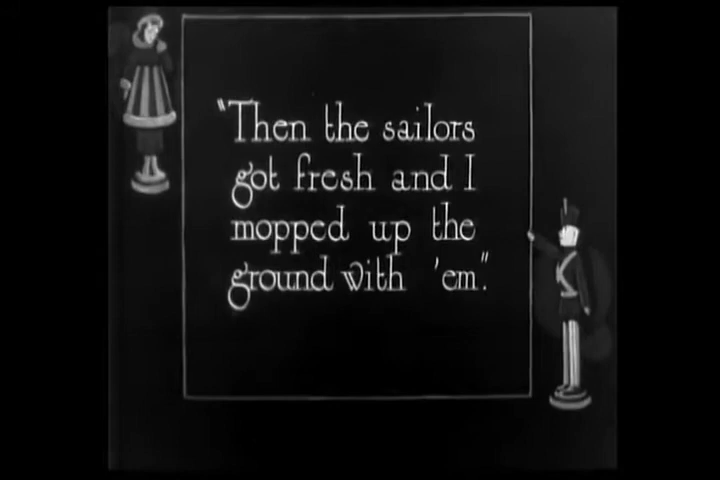 "Then the sailors
got fresh and I
mopped up the
ground with 'em."